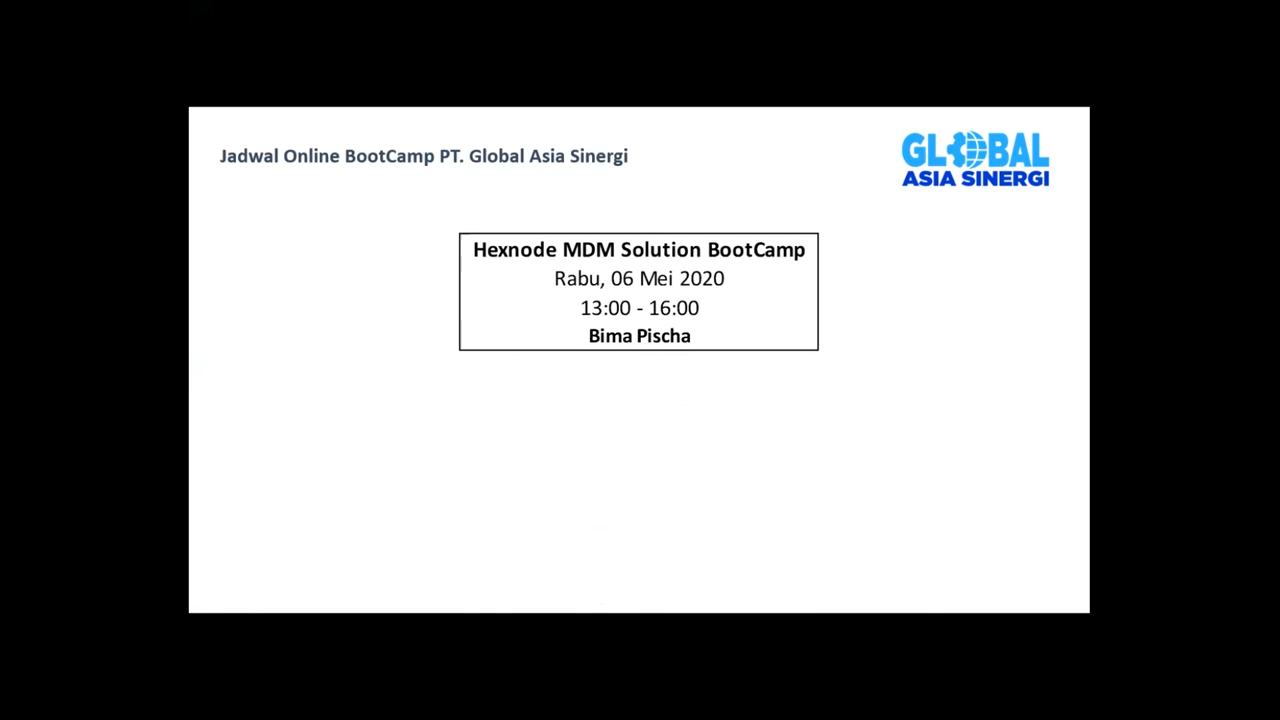 Jadwal Online BootCamp PT. Global Asia Sinergi
GLOBAL
ASIA SINERGI
Hexnode MDM Solution BootCamp
Rabu, 06 Mei 2020
13:00 - 16:00
Bima Pischa